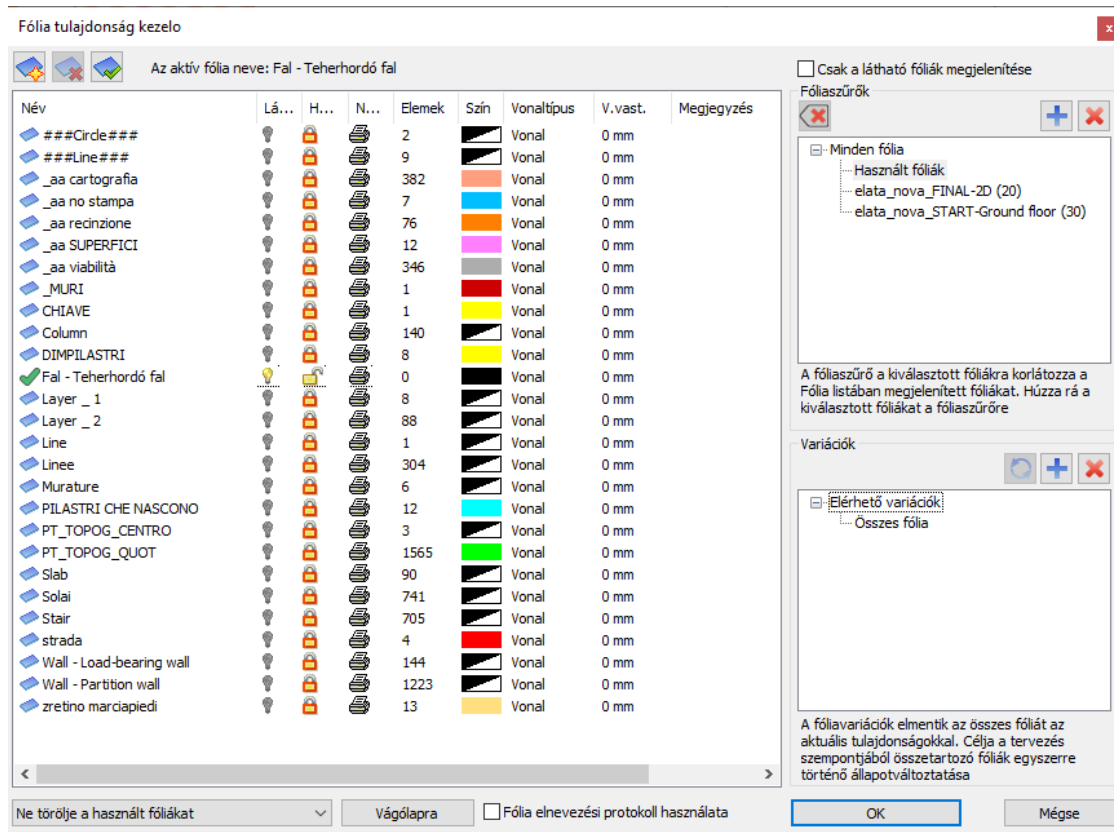 Fólia tulajdonság kezelo
x
Az aktív fólia neve: Fal - Teherhordó fal
Név Lá... H... N... Elemek Szín Vonaltípus V.vast. Megjegyzés
###Circle### 2 Vonal 0 mm
###Line### 9 Vonal 0 mm
_aa cartografia 382 Vonal 0 mm
_aa no stampa 7 Vonal 0 mm
_aa recinzione 76 Vonal 0 mm
_aa SUPERFICI 12 Vonal 0 mm
_aa viabilità 346 Vonal 0 mm
_MURI 1 Vonal 0 mm
CHIAVE 1 Vonal 0 mm
Column 140 Vonal 0 mm
DIMPILASTRI 8 Vonal 0 mm
Fal - Teherhordó fal 0 Vonal 0 mm
Layer _ 1 8 Vonal 0 mm
Layer _ 2 88 Vonal 0 mm
Line 1 Vonal 0 mm
Linee 304 Vonal 0 mm
Murature 6 Vonal 0 mm
PILASTRI CHE NASCONO 12 Vonal 0 mm
PT_TOPOG_CENTRO 3 Vonal 0 mm
PT_TOPOG_QUOT 1565 Vonal 0 mm
Slab 90 Vonal 0 mm
Solai 741 Vonal 0 mm
Stair 705 Vonal 0 mm
strada 4 Vonal 0 mm
Wall - Load-bearing wall 144 Vonal 0 mm
Wall - Partition wall 1223 Vonal 0 mm
zretino marciapiedi 13 Vonal 0 mm
Ne törölje a használt fóliákat
Vágólapra
Fólia elnevezési protokoll használata
Csak a látható fóliák megjelenítése
Fóliaszűrők
Minden fólia
Használt fóliák
elata_nova_FINAL-2D (20)
elata_nova_START-Ground floor (30)
A fóliaszűrő a kiválasztott fóliákra korlátozza a
Fólia listában megjelenített fóliákat. Húzza rá a
kiválasztott fóliákat a fóliaszűrőre
Variációk
Elérhető variációk
Összes fólia
A fóliavariációk elmentik az összes fóliát az
aktuális tulajdonságokkal. Célja a tervezés
szempontjából összetartozó fóliák egyszerre
történő állapotváltoztatása
OK
Mégse